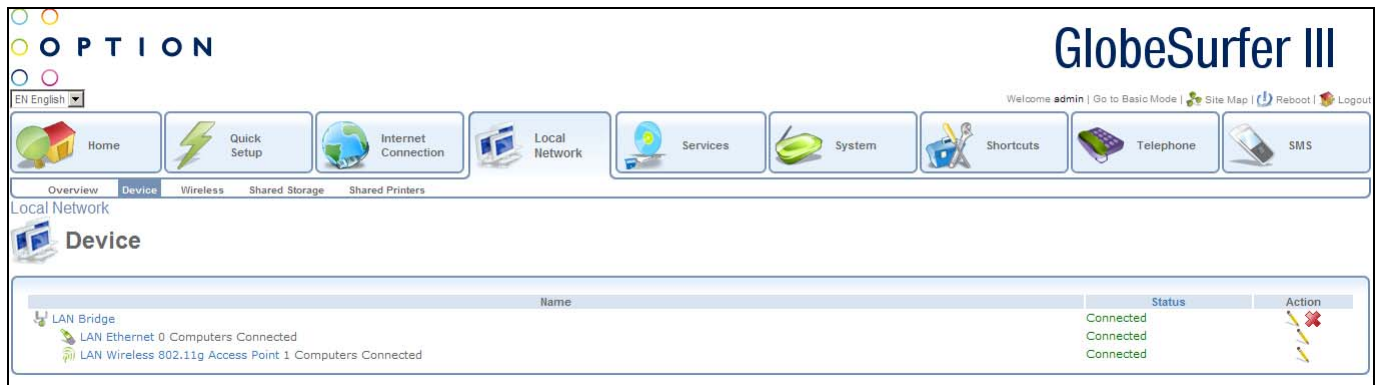 OPTION
GlobeSurfer III
EN English
Welcome admin | Go to Basic Mode | Site Map | Reboot | Logout
Home
Quick Setup
Internet Connection
Local Network
Services
System
Shortcuts
Telephone
SMS
Overview Device Wireless Shared Storage Shared Printers
Local Network
Device
Name Status Action
LAN Bridge Connected
LAN Ethernet 0 Computers Connected Connected
LAN Wireless 802.11g Access Point 1 Computers Connected Connected